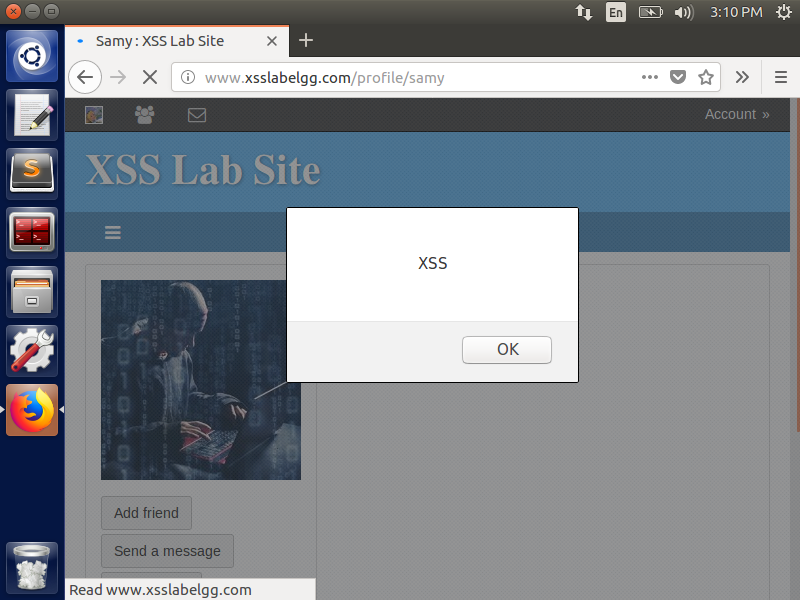 En
3:10 PM
Samy : XSS Lab Site
www.xsslabelgg.com/profile/samy
Account »
XSS Lab Site
XSS
OK
Add friend
Send a message
Read www.xsslabelgg.com